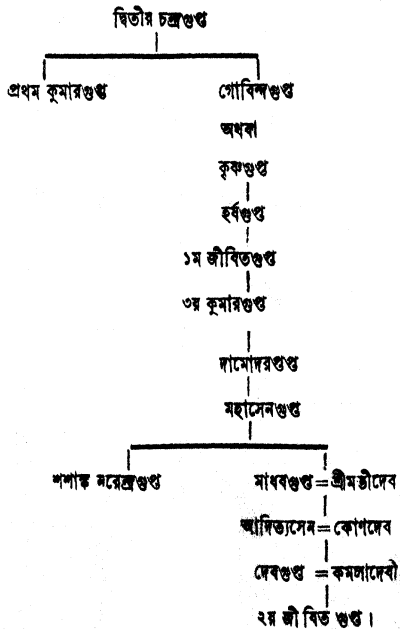 দ্বিতীয় চন্দ্রগুপ্ত
প্রথম কুমারগুপ্ত গোবিন্দগুপ্ত
অথবা
কৃষ্ণগুপ্ত
হর্ষগুপ্ত
১ম জীবিতগুপ্ত
৩য় কুমারগুপ্ত
দামোদরগুপ্ত
মহাসেনগুপ্ত
শশাঙ্ক নরেন্দ্রগুপ্ত মাধবগুপ্ত = শ্রীমতীদেব
আদিত্যসেন = কোণদেব
দেবগুপ্ত = কমলাদেবী
২য় জীবিত গুপ্ত।